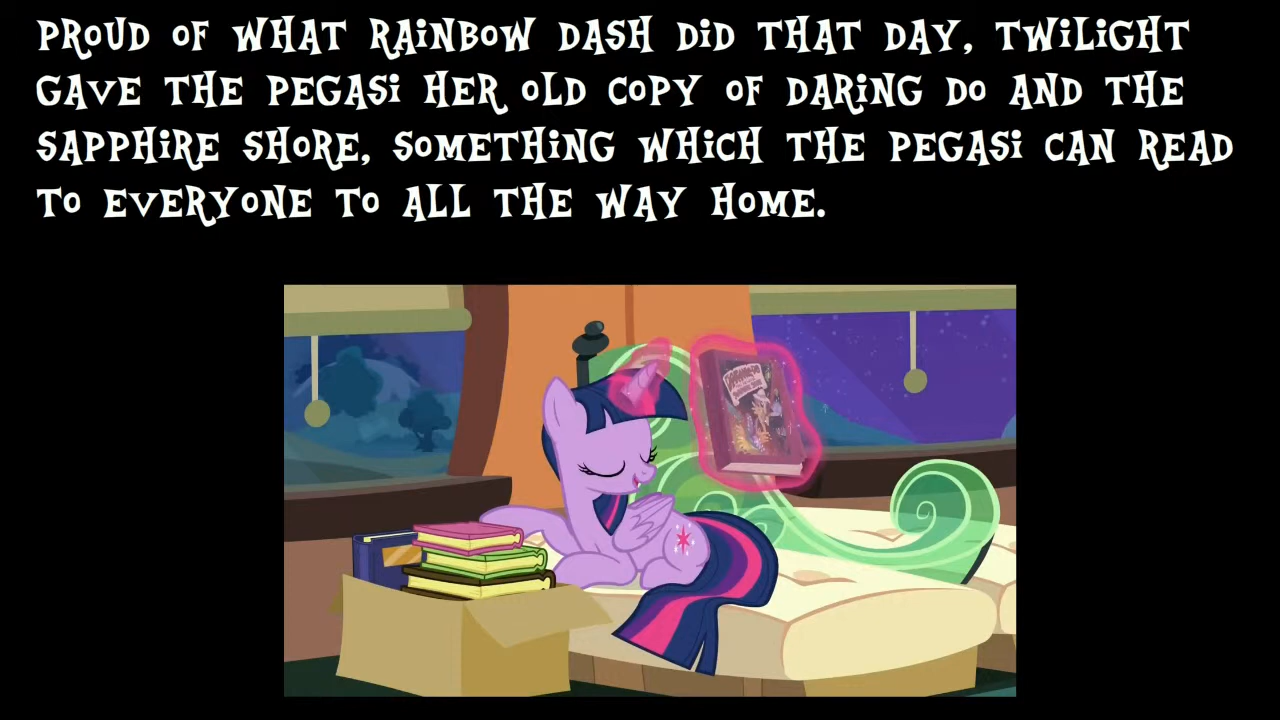 PROUD OF WHAT RAINBOW DASH DID THAT DAY, TWILIGHT
GAVE THE PEGASI HER OLD COPY OF DARING DO AND THE
SAPPHIRE SHORE, SOMETHING WHICH THE PEGASI CAN READ
TO EVERYONE TO ALL THE WAY HOME.